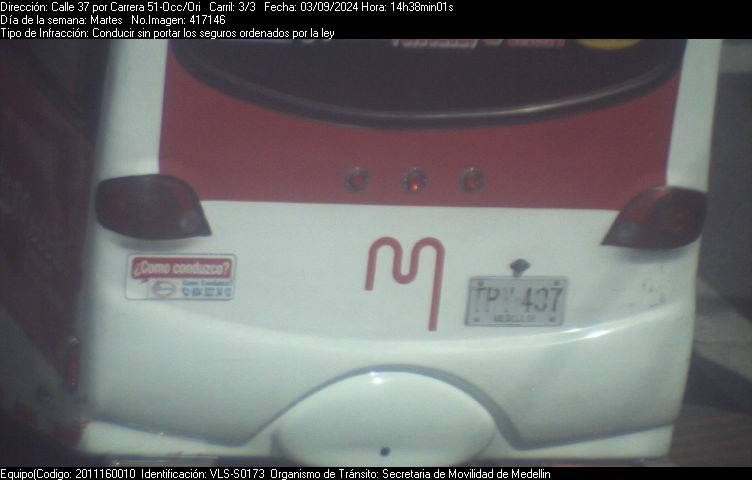 Dirección: Calle 37 por Carrera 51-Occ/Ori Carril: 3/3 Fecha: 03/09/2024 Hora: 14h38min01s
Día de la semana: Martes No.Imagen: 417146
Tipo de Infracción: Conducir sin portar los seguros ordenados por la ley
¿Como conduzco?
MEDELLIN
Equipo(Codigo: 2011160010 Identificación: VLS-S0173 Organismo de Tránsito: Secretaria de Movilidad de Medellin